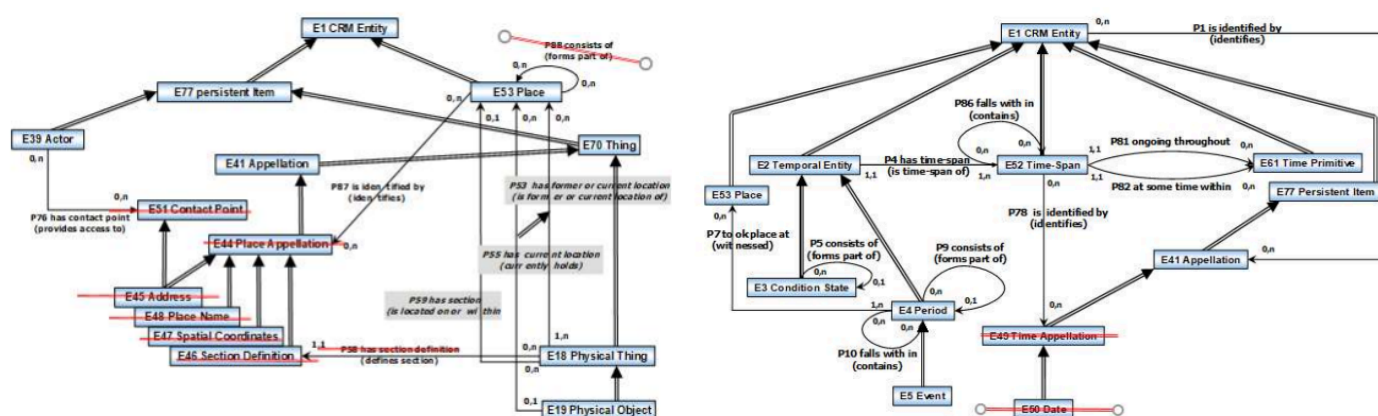 E1 CRM Entity
P88 consists of
(forms part of)
0,n
0,n
E77 persistent Item
0,n
E53 Place
0,n
0,1
0,n
0,n
E39 Actor
0,n
E70 Thing
E41 Appellation
P87 is identified by
(identifies)
P53 has former or current location
(is former or current location of)
0,n
P76 has contact point
(provides access to)
E51 Contact Point
E44 Place Appellation
0,n
P55 has current location
(currently holds)
E45 Address
E48 Place Name
E47 Spatial Coordinates
E46 Section Definition
P59 has section
(is located on or within
1,n
1,1
P58 has section definition
(defines section)
0,n
E18 Physical Thing
0,n
0,1
E19 Physical Object
E1 CRM Entity
0,n
P1 is identified by
(identifies)
P86 falls with in
(contains)
P81 ongoing throughout
0,n
0,n
1,1
0,n
E2 Temporal Entity
P4 has time-span
(is time-span of)
E52 Time-Span
E61 Time Primitive
1,1
1,n
1,1
P82 at some time within
0,n
E53 Place
0,n
E77 Persistent Item
0,n
P7 took place at
(witnessed)
P78 is identified by
(identifies)
P5 consists of
(forms part of)
P9 consists of
(forms part of)
0,n
E41 Appellation
0,n
0,n
E3 Condition State
0,1
0,n
0,n
1,n
E4 Period
0,1
0,n
0,n
E49 Time Appellation
P10 falls with in
(contains)
E5 Event
E50 Date